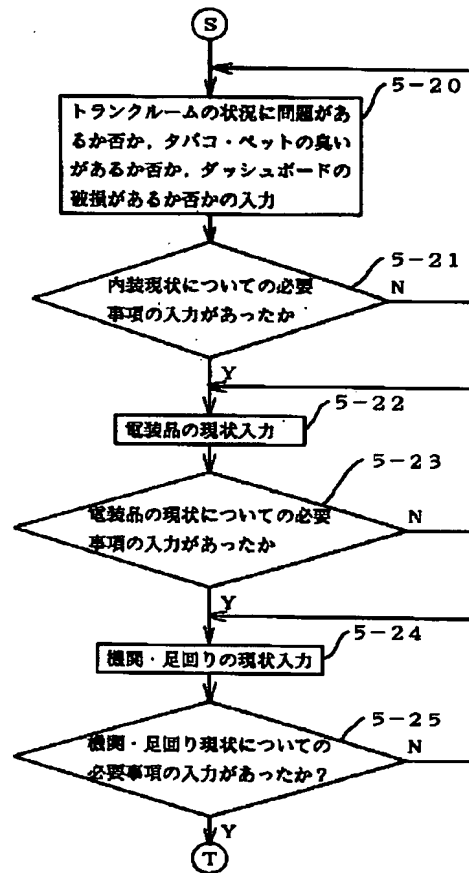 S
5-20
トランクルームの状況に問題があ
るか否か,タバコ・ペットの臭い
があるか否か,ダッシュボードの
破損があるか否かの入力
5-21
内装現状についての必要
事項の入力があったか
N
Y
5-22
電装品の現状入力
5-23
電装品の現状についての必要
事項の入力があったか
N
Y
5-24
機関・足回りの現状入力
5-25
機関・足回り現状についての
必要事項の入力があったか?
N
Y
T